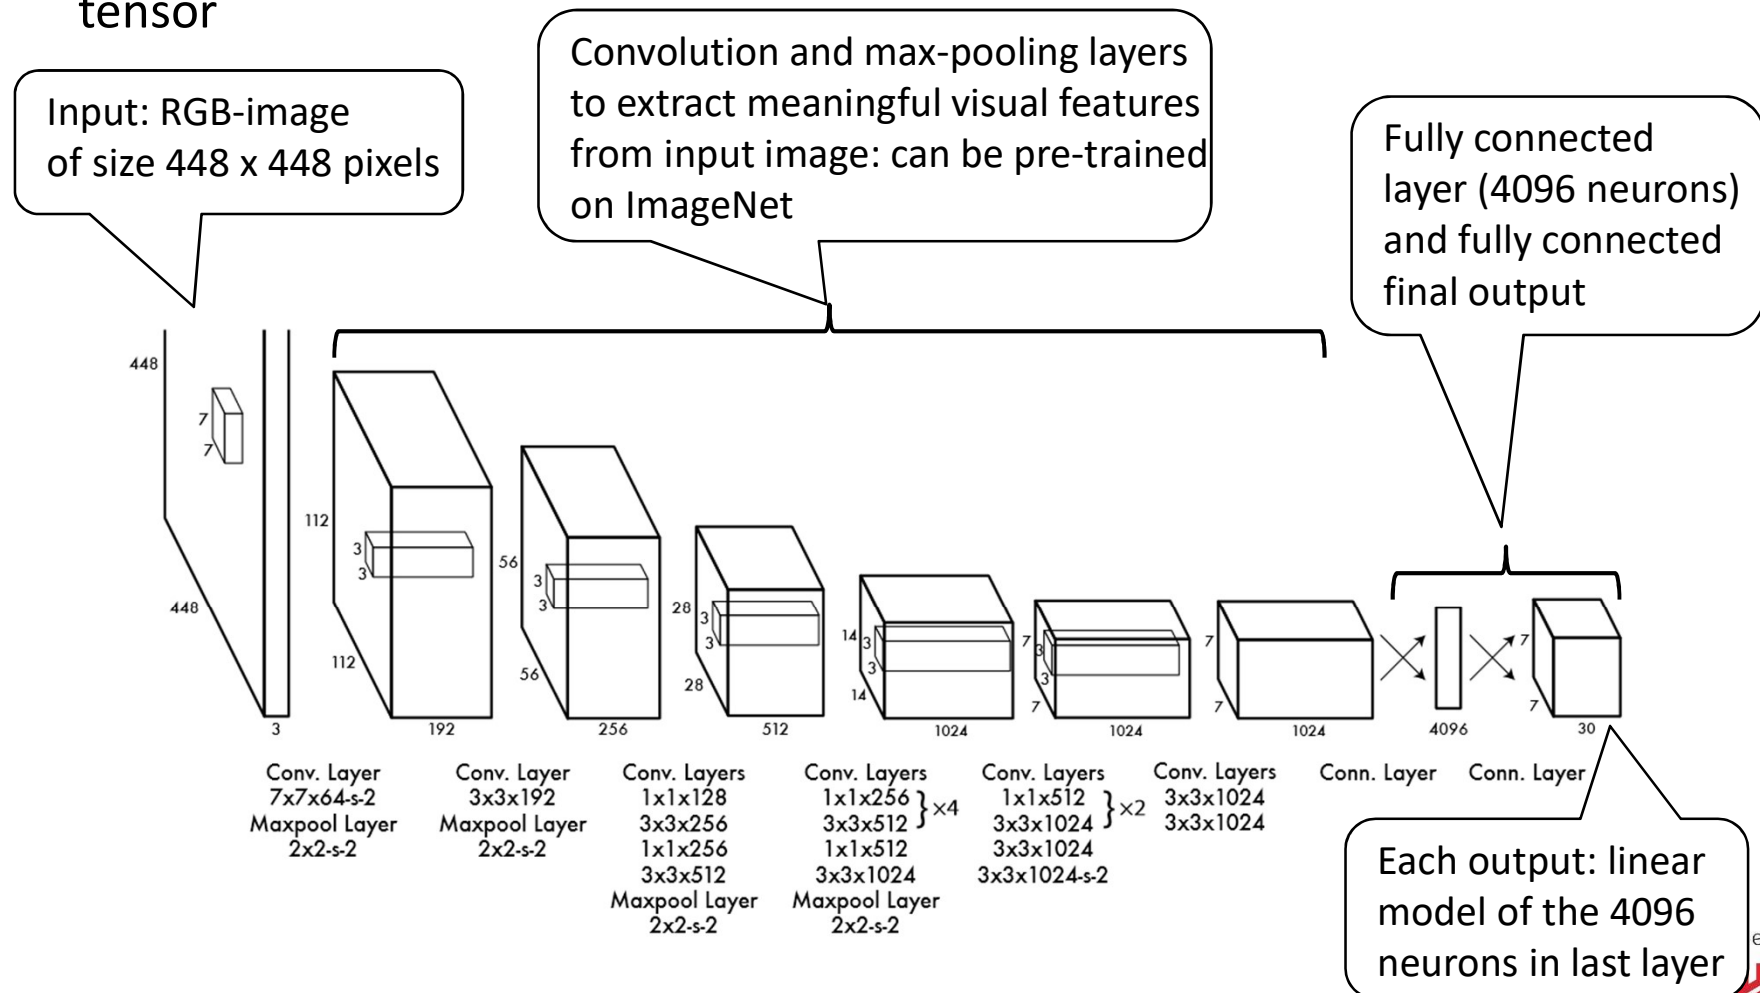 tensor
Input: RGB-image
of size 448 x 448 pixels
Convolution and max-pooling layers
to extract meaningful visual features
from input image: can be pre-trained
on ImageNet
Fully connected
layer (4096 neurons)
and fully connected
final output
448
448
7
7
3
112
112
3
3
192
56
56
3
3
256
28
28
3
3
512
14
14
3
3
1024
7
7
3
3
1024
7
7
1024
4096
7
7
30
Conv. Layer
7x7x64-s-2
Maxpool Layer
2x2-s-2
Conv. Layer
3x3x192
Maxpool Layer
2x2-s-2
Conv. Layers
1x1x128
3x3x256
1x1x256
3x3x512
Maxpool Layer
2x2-s-2
Conv. Layers
1x1x256
3x3x512
}×4
1x1x512
3x3x1024
Maxpool Layer
2x2-s-2
Conv. Layers
1x1x512
3x3x1024
}×2
3x3x1024
3x3x1024-s-2
Conv. Layers
3x3x1024
3x3x1024
Conn. Layer
Conn. Layer
Each output: linear
model of the 4096
neurons in last layer